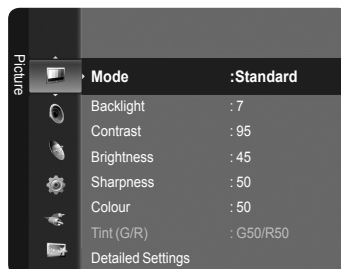 Picture
Mode :Standard
Backlight : 7
Contrast : 95
Brightness : 45
Sharpness : 50
Colour : 50
Tint (G/R) : G50/R50
Detailed Settings